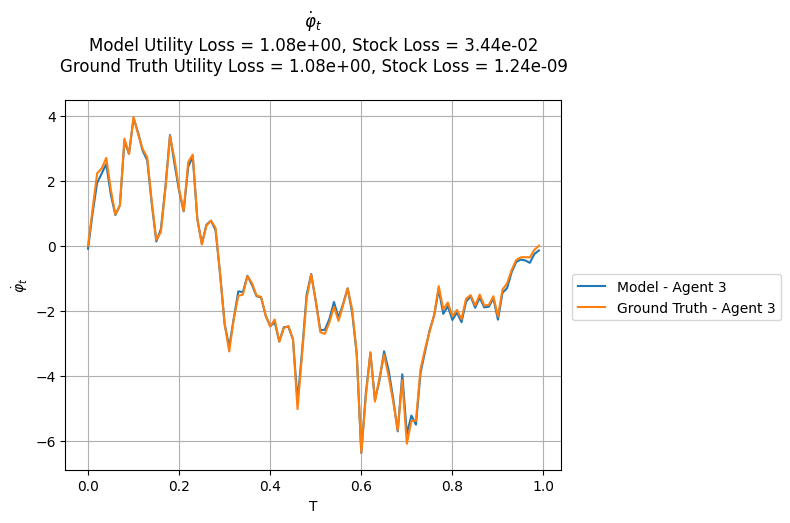 φ̇ₜ
Model Utility Loss = 1.08e+00, Stock Loss = 3.44e-02
Ground Truth Utility Loss = 1.08e+00, Stock Loss = 1.24e-09
4
2
0
−2
−4
−6
φ̇ₜ
0.0 0.2 0.4 0.6 0.8 1.0
T
Model - Agent 3
Ground Truth - Agent 3